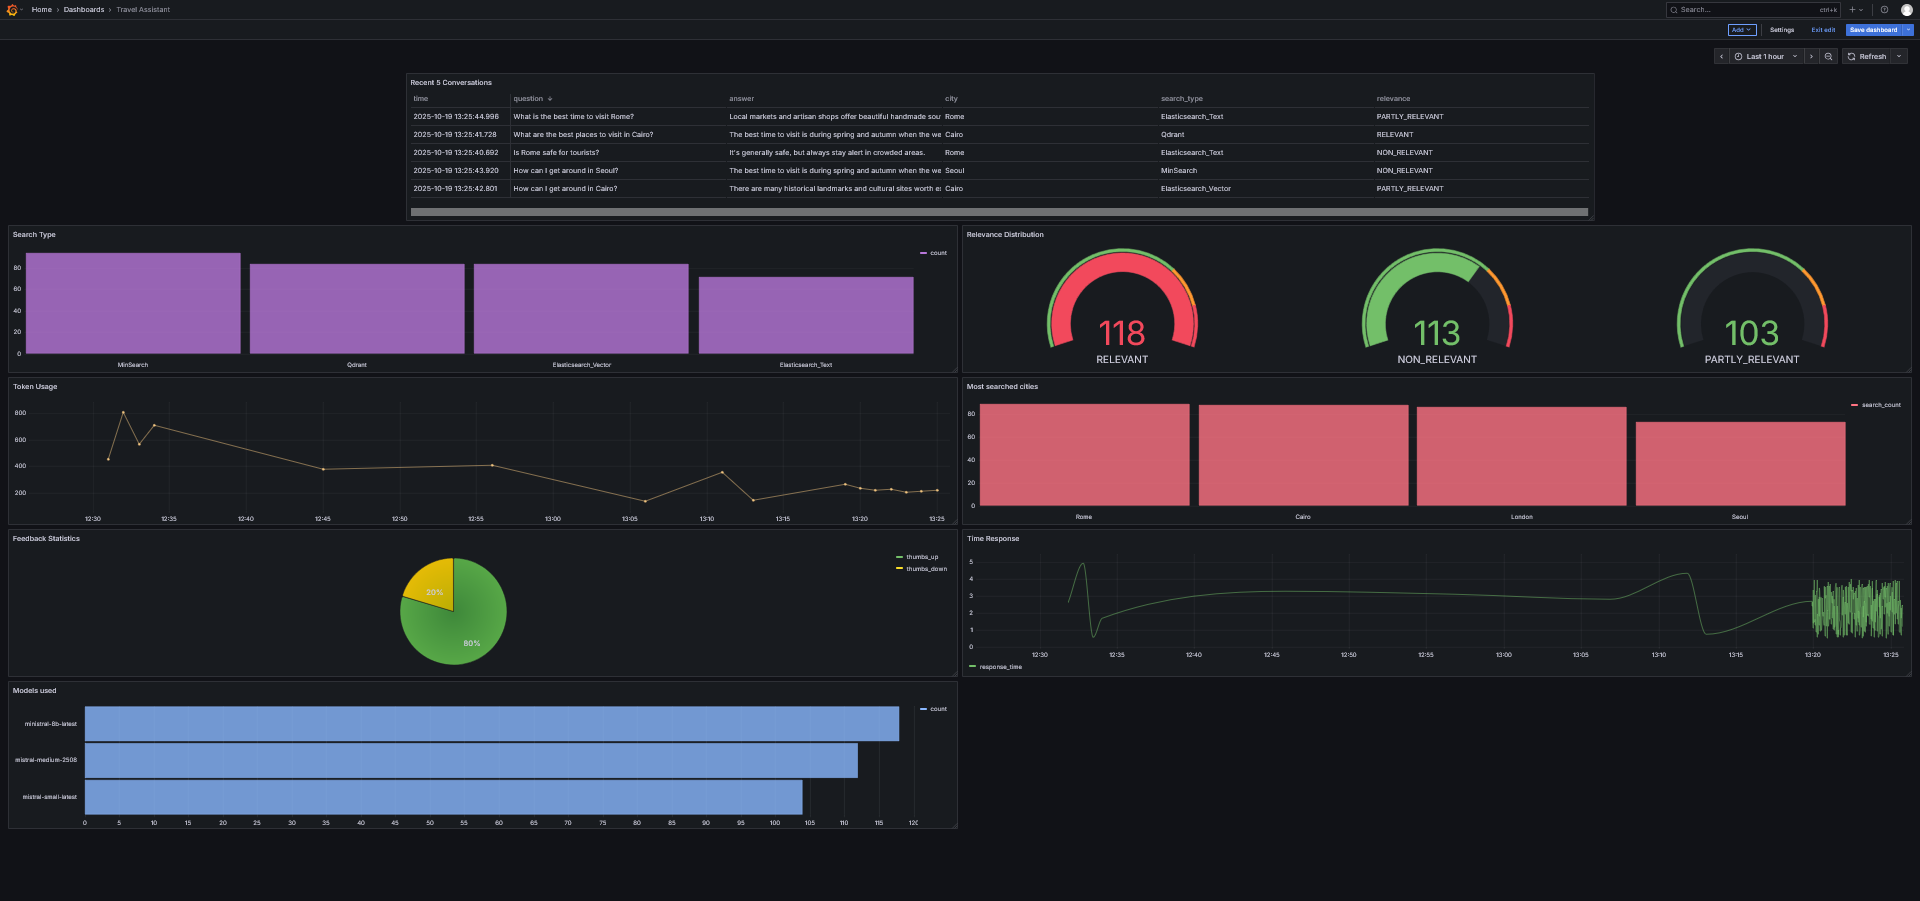 Home › Dashboards › Travel Assistant
Search... ctrl+k
Add Settings Exit edit Save dashboard
Last 1 hour Refresh
Recent 5 Conversations
time question answer city search_type relevance
2025-10-19 13:25:44.996 What is the best time to visit Rome? Local markets and artisan shops offer beautiful handmade sou Rome Elasticsearch_Text PARTLY_RELEVANT
2025-10-19 13:25:41.728 What are the best places to visit in Cairo? The best time to visit is during spring and autumn when the we Cairo Qdrant RELEVANT
2025-10-19 13:25:40.692 Is Rome safe for tourists? It's generally safe, but always stay alert in crowded areas. Rome Elasticsearch_Text NON_RELEVANT
2025-10-19 13:25:43.920 How can I get around in Seoul? The best time to visit is during spring and autumn when the we Seoul MinSearch NON_RELEVANT
2025-10-19 13:25:42.801 How can I get around in Cairo? There are many historical landmarks and cultural sites worth e Cairo Elasticsearch_Vector PARTLY_RELEVANT
Search Type
count
80
60
40
20
0
MinSearch Qdrant Elasticsearch_Vector Elasticsearch_Text
Relevance Distribution
118 113 103
RELEVANT NON_RELEVANT PARTLY_RELEVANT
Token Usage
800
600
400
200
12:30 12:35 12:40 12:45 12:50 12:55 13:00 13:05 13:10 13:15 13:20 13:25
Most searched cities
search_count
80
60
40
20
0
Rome Cairo London Seoul
Feedback Statistics
thumbs_up
thumbs_down
20%
80%
Time Response
5
4
3
2
1
0
12:30 12:35 12:40 12:45 12:50 12:55 13:00 13:05 13:10 13:15 13:20 13:25
response_time
Models used
count
ministral-8b-latest
mistral-medium-2508
mistral-small-latest
0 5 10 15 20 25 30 35 40 45 50 55 60 65 70 75 80 85 90 95 100 105 110 115 120